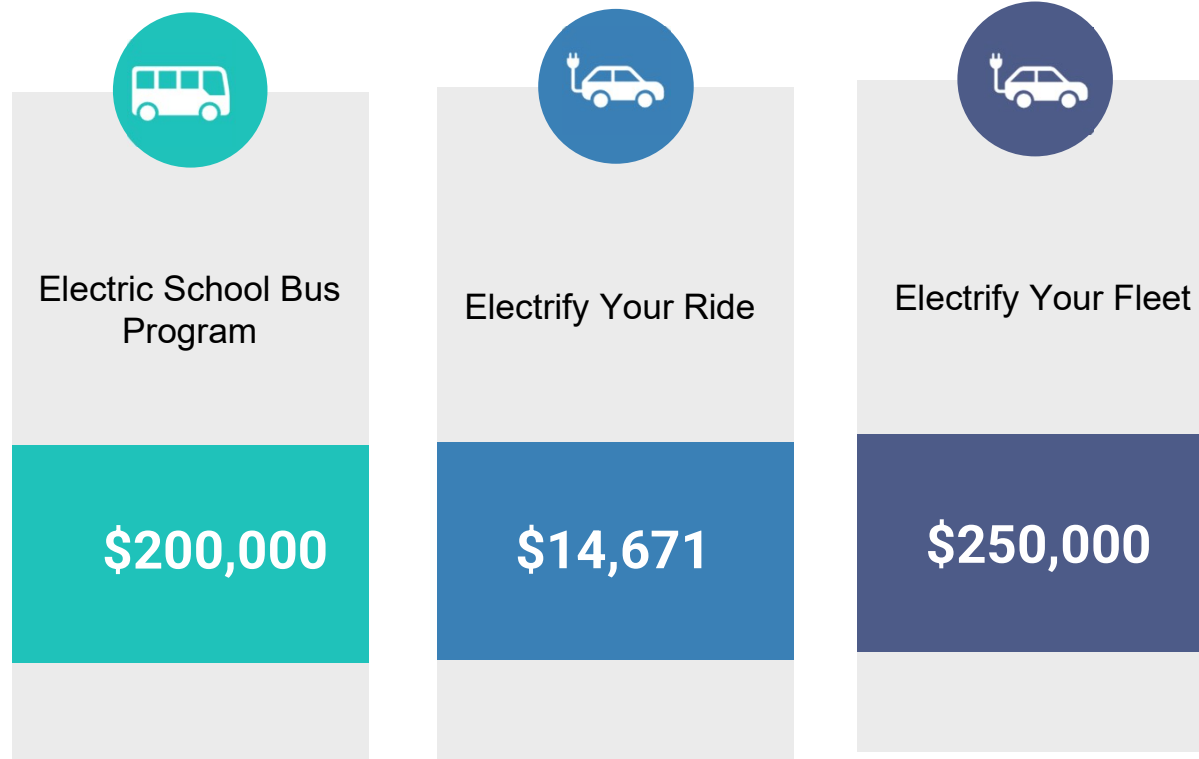 Electric School Bus
Program
Electrify Your Ride
Electrify Your Fleet
$200,000
$14,671
$250,000